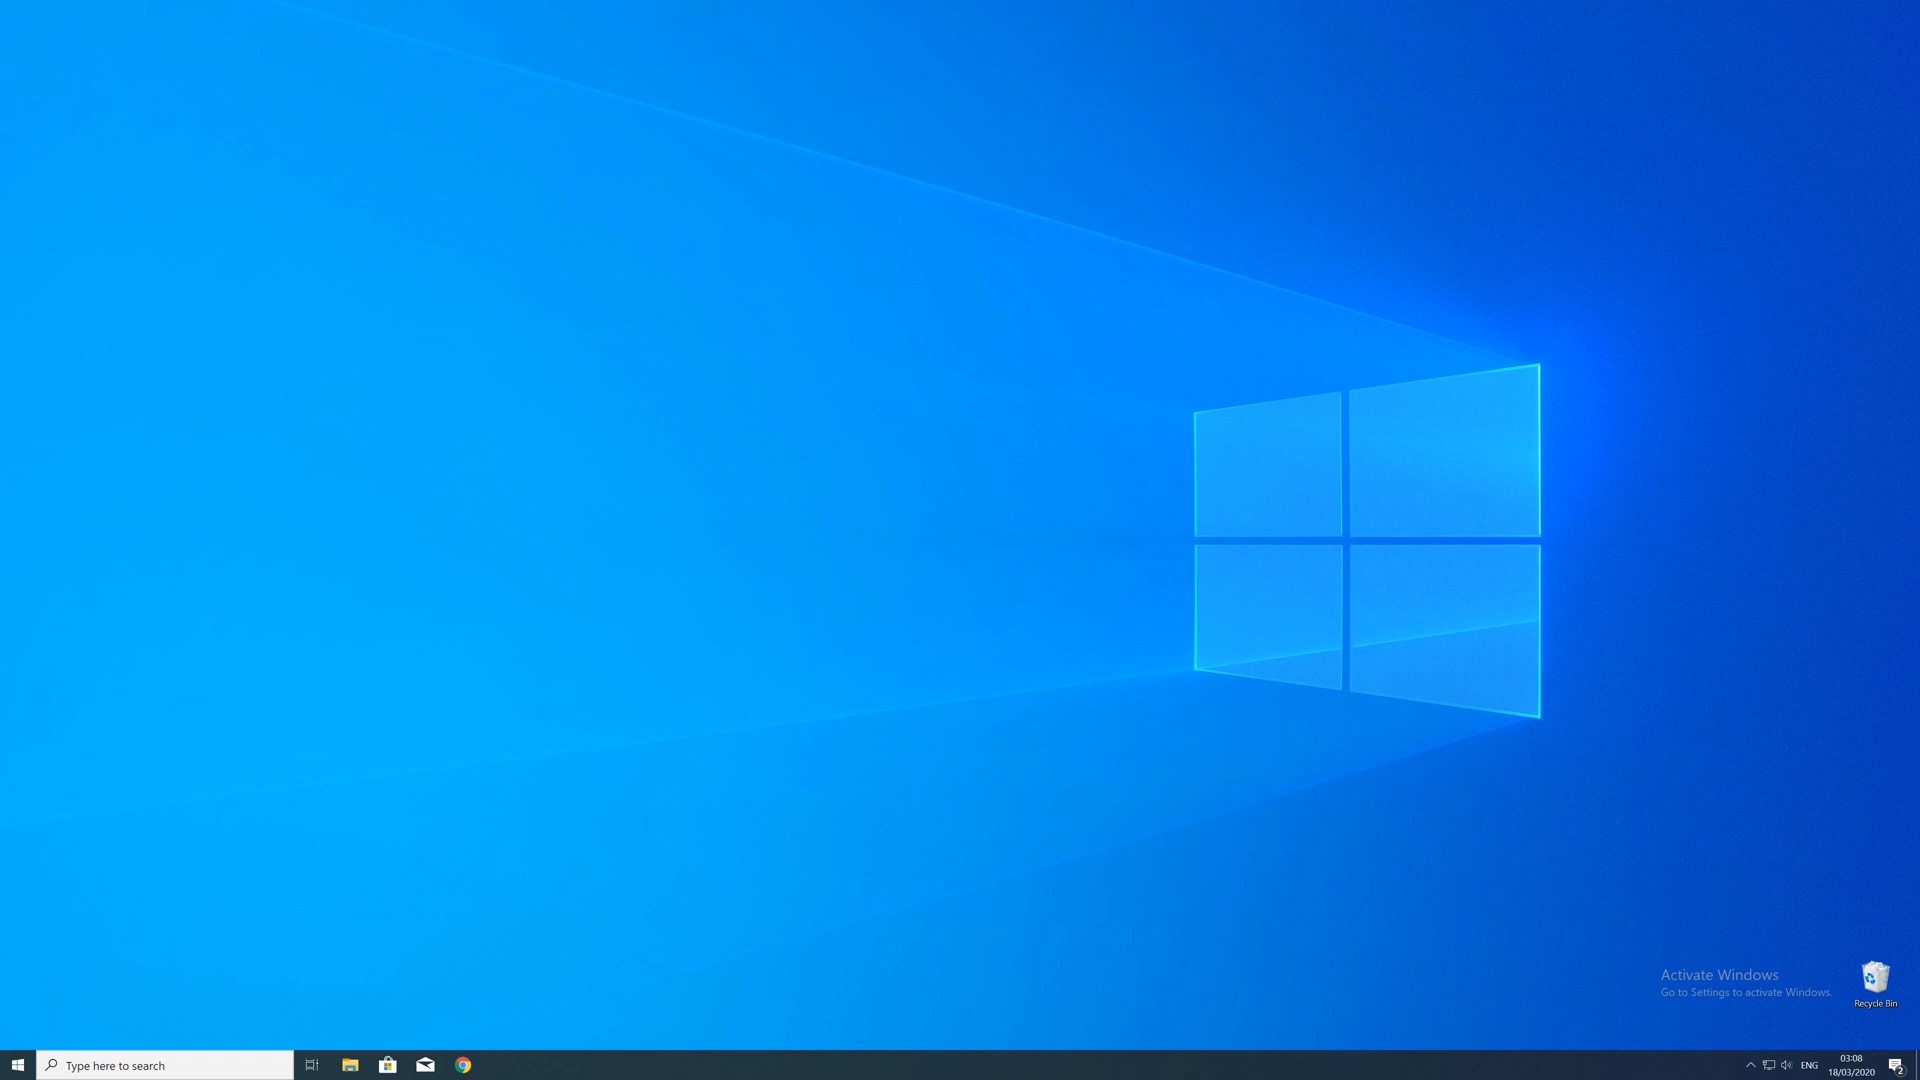 Activate Windows
Go to Settings to activate Windows.
Recycle Bin
Type here to search
ENG
03:08
18/03/2020
2